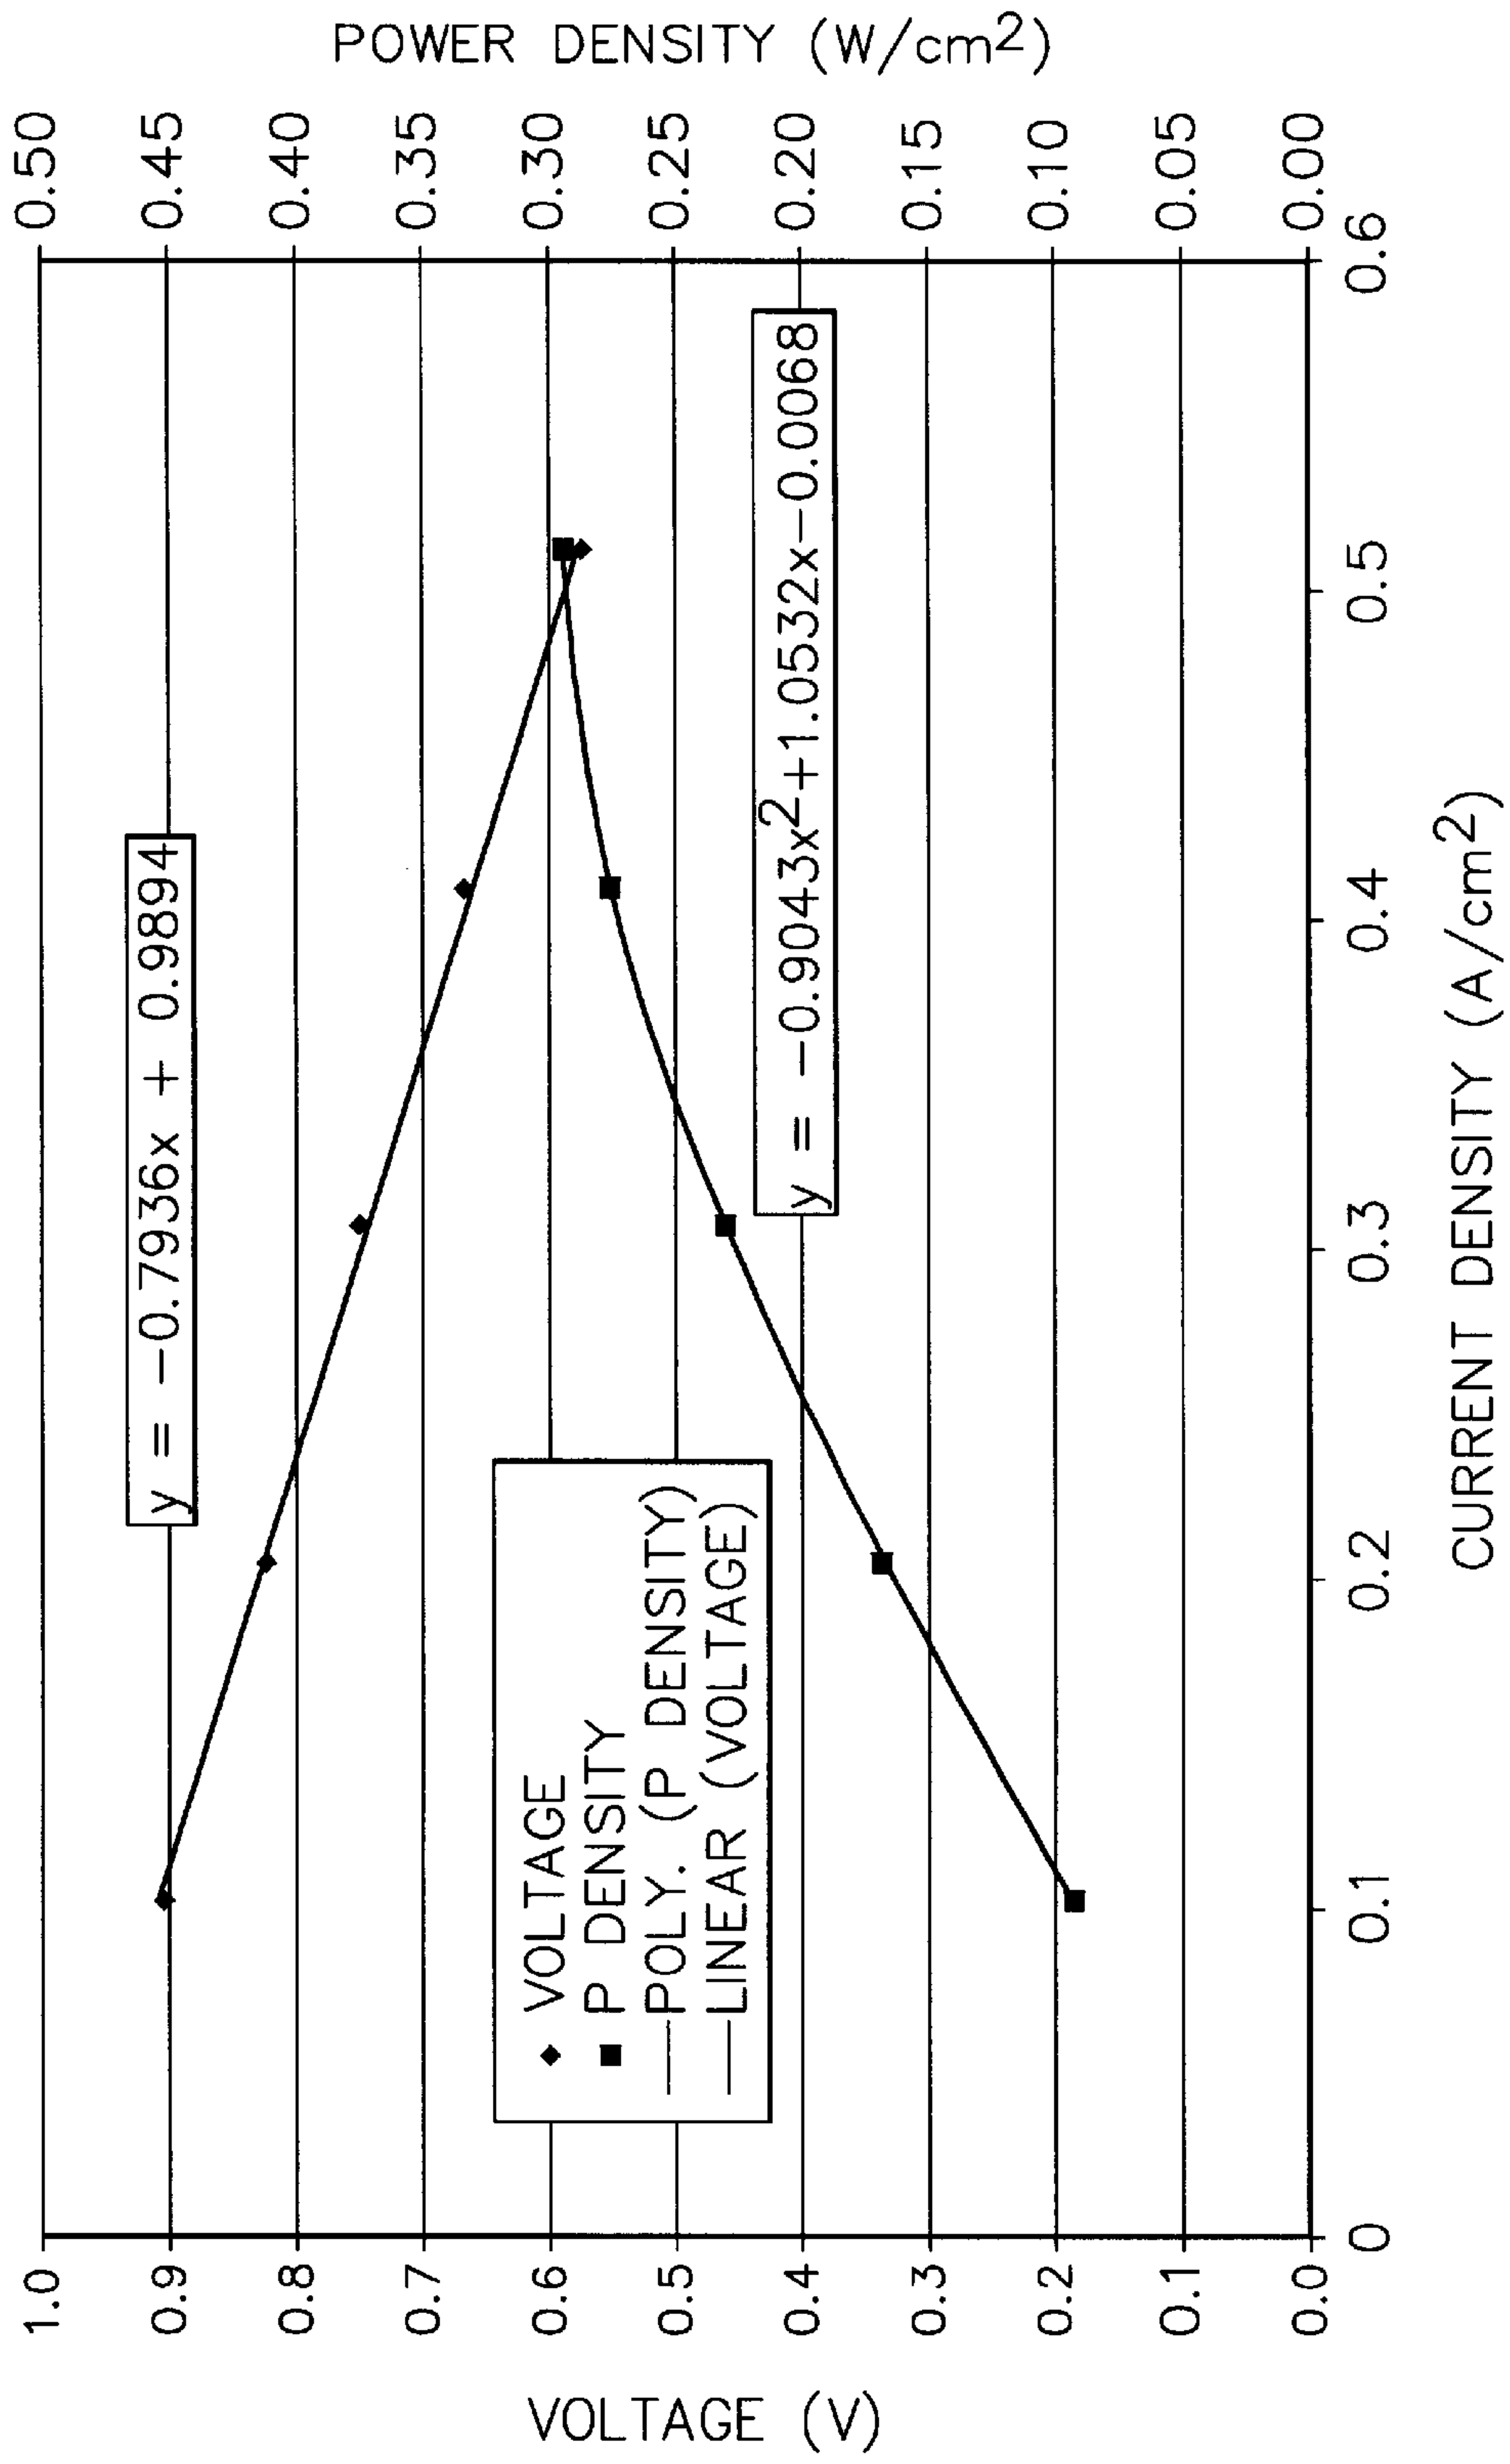 y = −0.7936x + 0.9894
y = −0.9043x²+1.0532x−0.0068
VOLTAGE
P DENSITY
POLY. (P DENSITY)
LINEAR (VOLTAGE)
VOLTAGE (V)
1.0
0.9
0.8
0.7
0.6
0.5
0.4
0.3
0.2
0.1
0.0
POWER DENSITY (W/cm²)
0.50
0.45
0.40
0.35
0.30
0.25
0.20
0.15
0.10
0.05
0.00
0 0.1 0.2 0.3 0.4 0.5 0.6
CURRENT DENSITY (A/cm²)